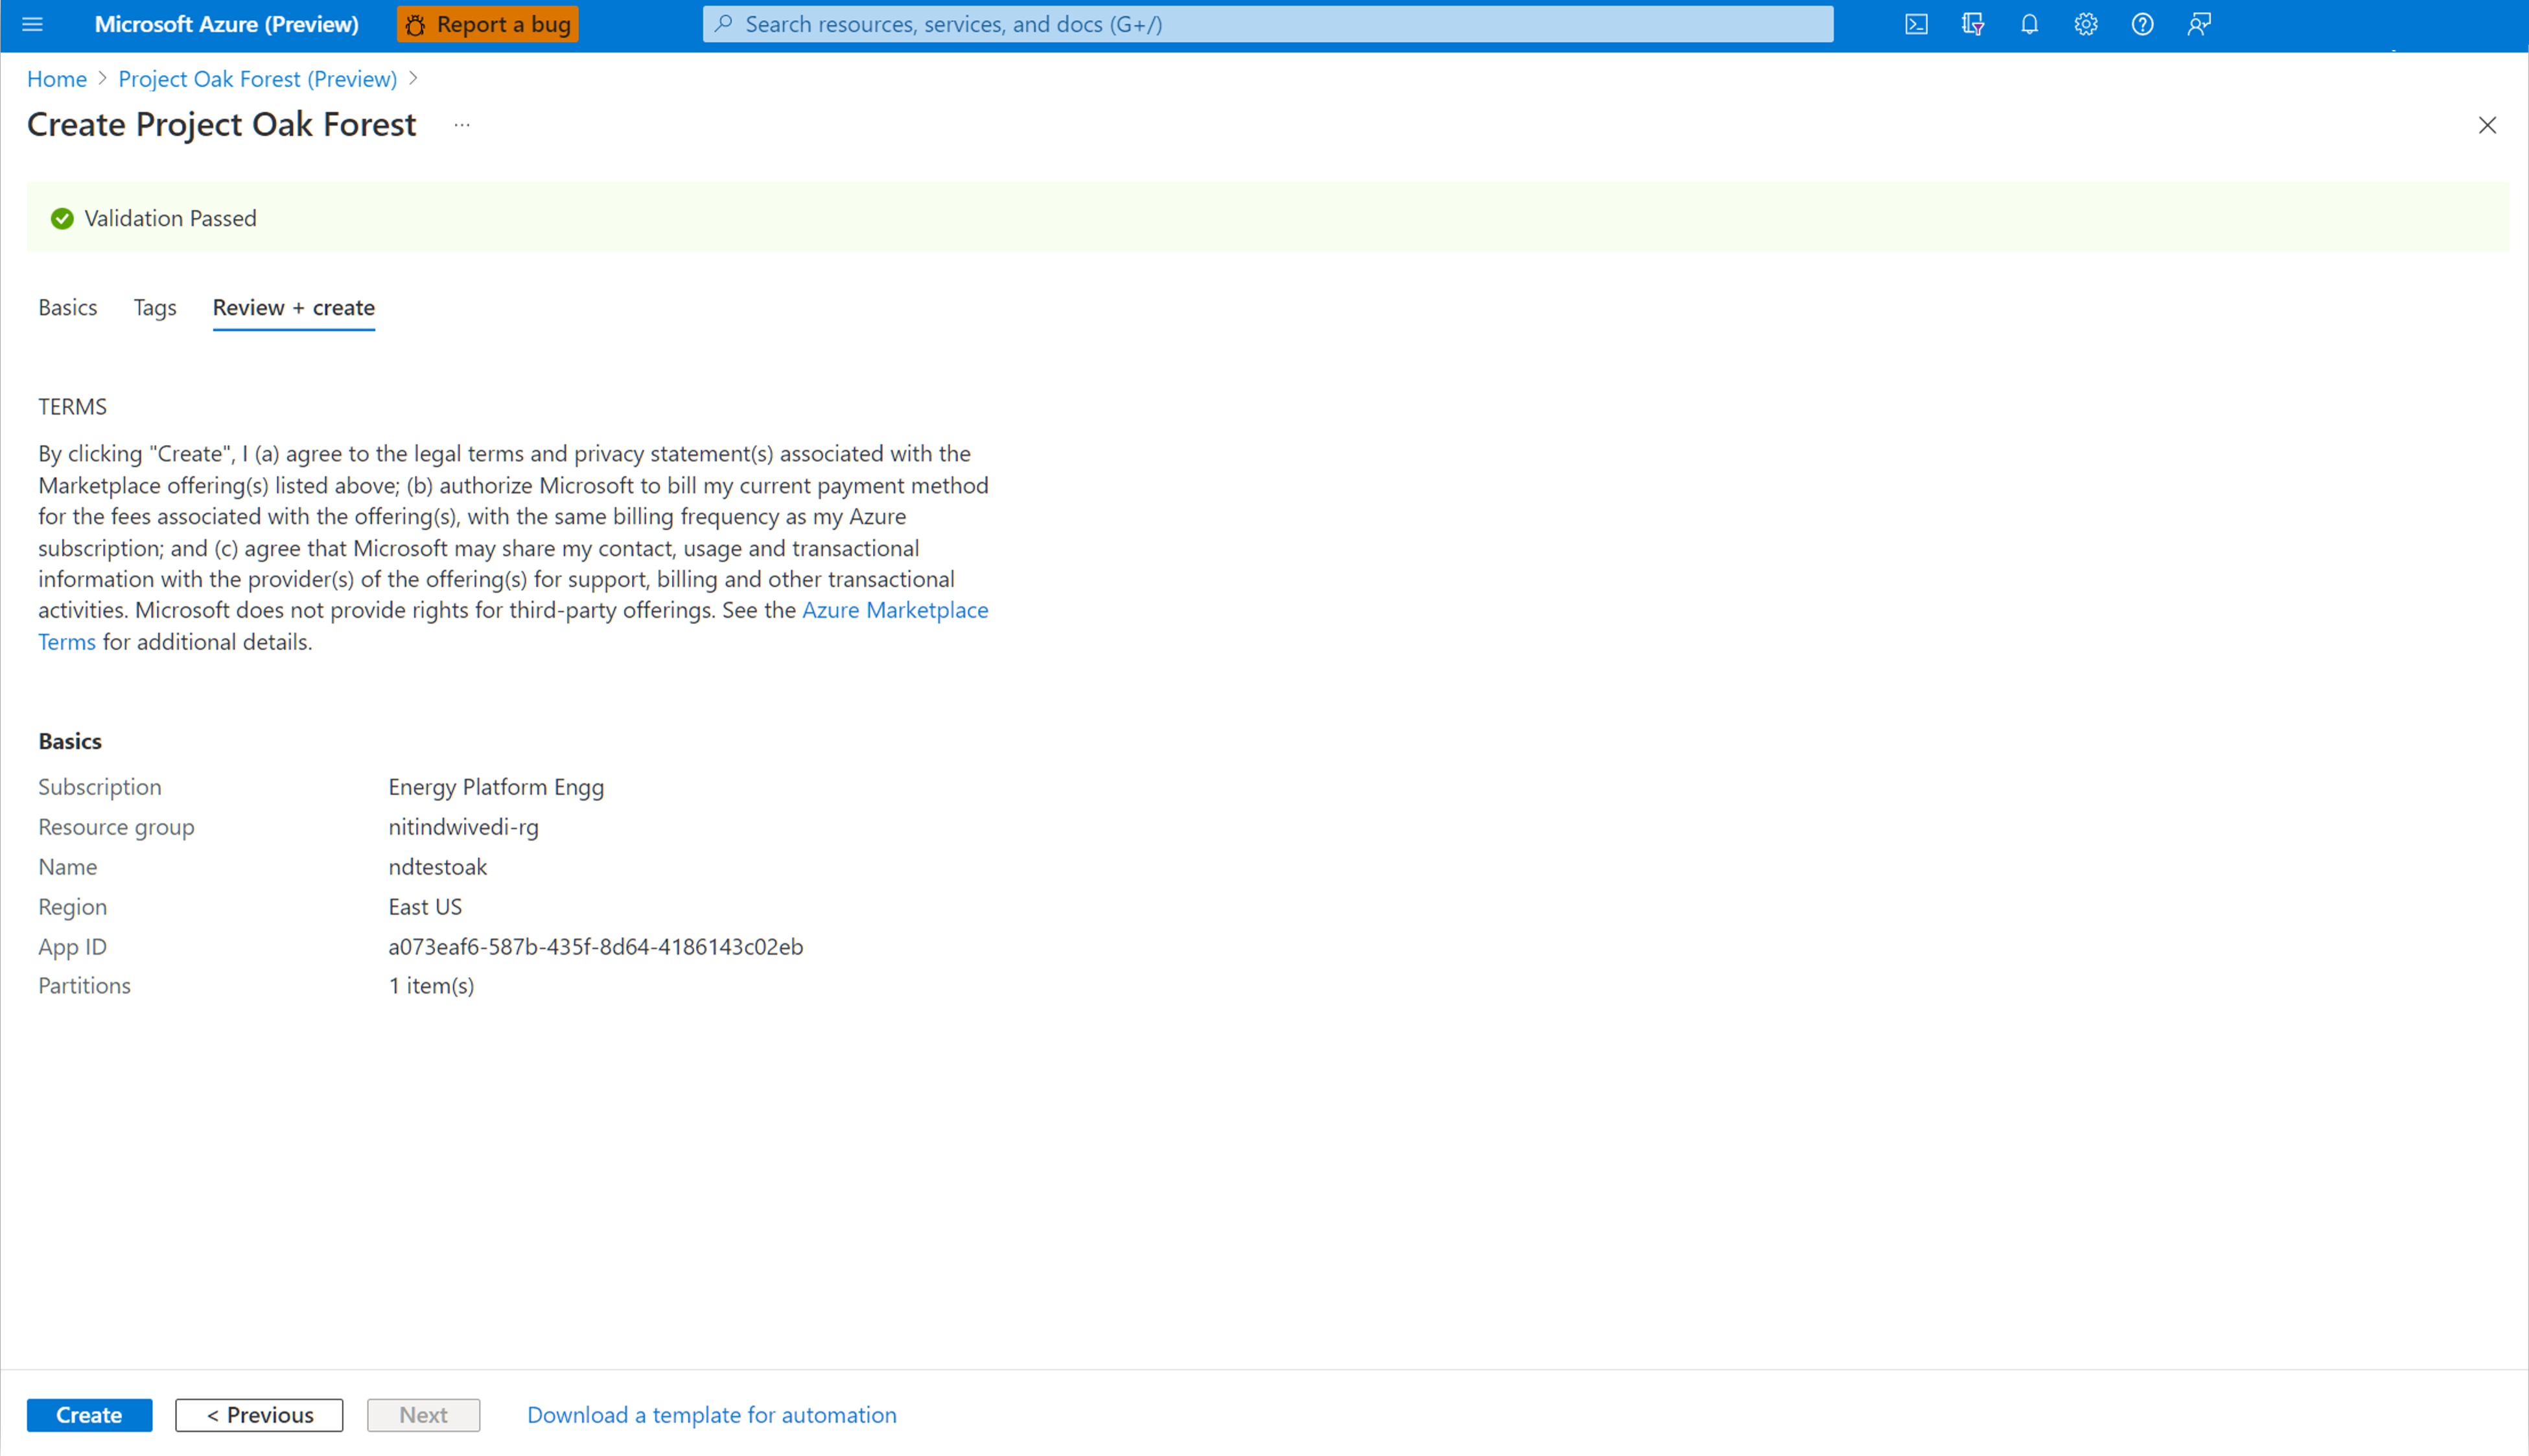 Microsoft Azure (Preview)
Report a bug
Search resources, services, and docs (G+/)
Home > Project Oak Forest (Preview) >
Create Project Oak Forest ...
Validation Passed
Basics Tags Review + create
TERMS
By clicking "Create", I (a) agree to the legal terms and privacy statement(s) associated with the
Marketplace offering(s) listed above; (b) authorize Microsoft to bill my current payment method
for the fees associated with the offering(s), with the same billing frequency as my Azure
subscription; and (c) agree that Microsoft may share my contact, usage and transactional
information with the provider(s) of the offering(s) for support, billing and other transactional
activities. Microsoft does not provide rights for third-party offerings. See the Azure Marketplace
Terms for additional details.
Basics
Subscription Energy Platform Engg
Resource group nitindwivedi-rg
Name ndtestoak
Region East US
App ID a073eaf6-587b-435f-8d64-4186143c02eb
Partitions 1 item(s)
Create < Previous Next Download a template for automation